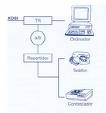 RDSI
TR
Ordinador
a/b
Repartidor
Telèfon
Contestador